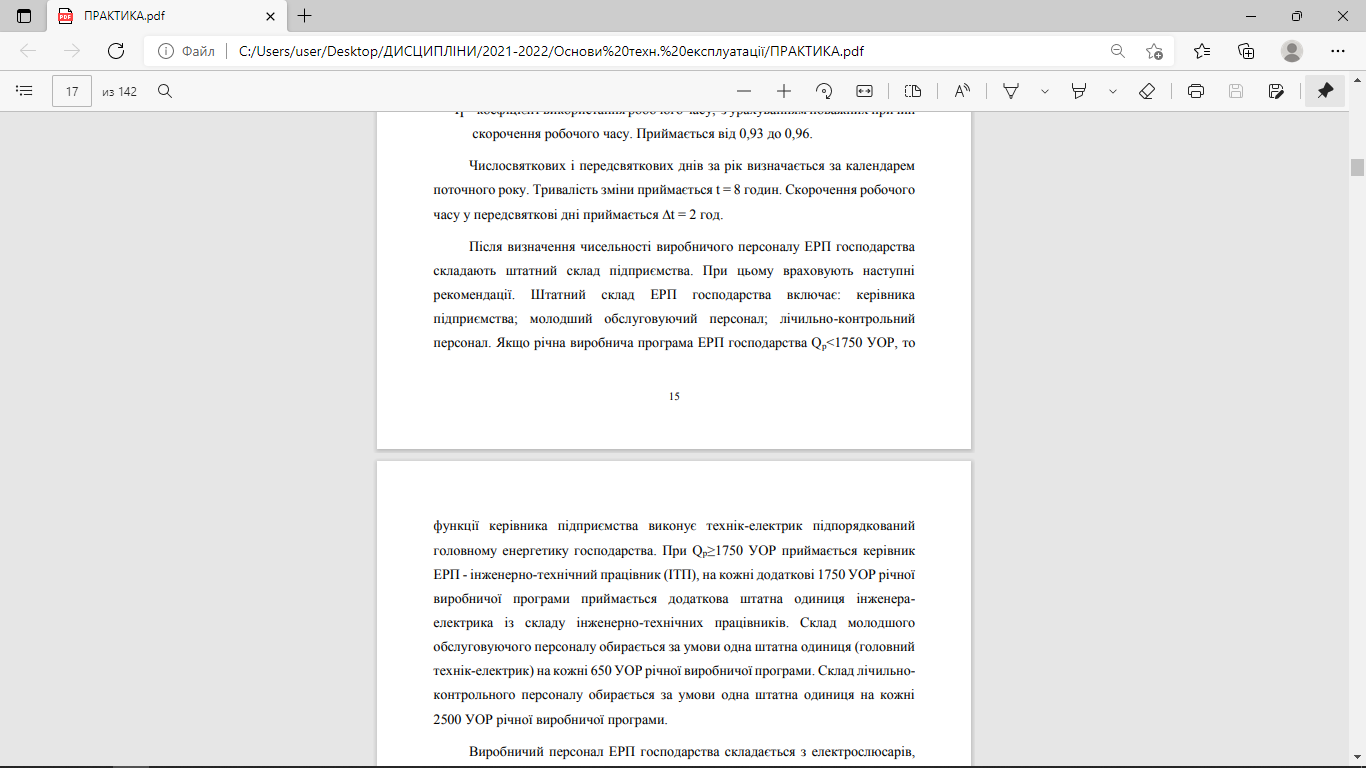 ПРАКТИКА.pdf
Файл
C:/Users/user/Desktop/ДИСЦИПЛІНИ/2021-2022/Основи%20техн.%20експлуатації/ПРАКТИКА.pdf
17 из 142
скорочення робочого часу. Приймається від 0,93 до 0,96.
Числосвяткових і передсвяткових днів за рік визначається за календарем
поточного року. Тривалість зміни приймається t = 8 годин. Скорочення робочого
часу у передсвяткові дні приймається Δt = 2 год.
Після визначення чисельності виробничого персоналу ЕРП господарства
складають штатний склад підприємства. При цьому враховують наступні
рекомендації. Штатний склад ЕРП господарства включає: керівника
підприємства; молодший обслуговуючий персонал; лічильно-контрольний
персонал. Якщо річна виробнича програма ЕРП господарства Qр<1750 УОР, то
15
функції керівника підприємства виконує технік-електрик підпорядкований
головному енергетику господарства. При Qр≥1750 УОР приймається керівник
ЕРП - інженерно-технічний працівник (ІТП), на кожні додаткові 1750 УОР річної
виробничої програми приймається додаткова штатна одиниця інженера-
електрика із складу інженерно-технічних працівників. Склад молодшого
обслуговуючого персоналу обирається за умови одна штатна одиниця (головний
технік-електрик) на кожні 650 УОР річної виробничої програми. Склад лічильно-
контрольного персоналу обирається за умови одна штатна одиниця на кожні
2500 УОР річної виробничої програми.
Виробничий персонал ЕРП господарства складається з електрослюсарів,